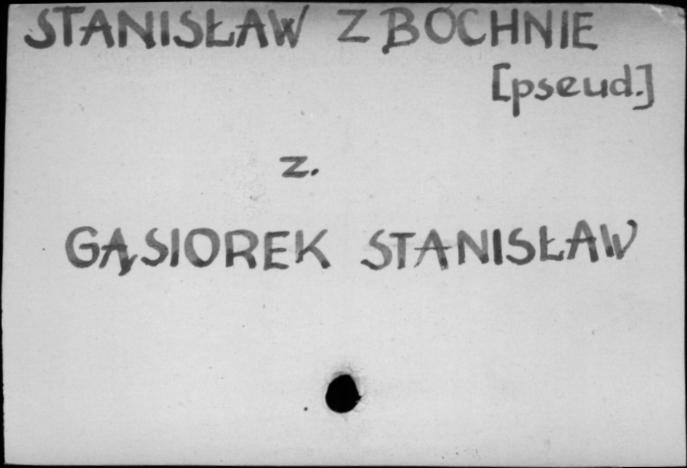 STANISŁAW Z BOCHNIE
[pseud.]
z.
GĄSIOREK STANISŁAW